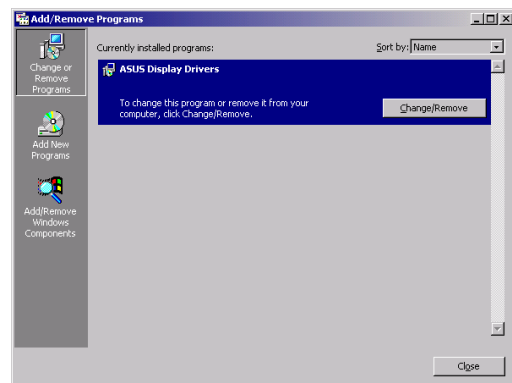 Add/Remove Programs
Change or
Remove
Programs
Add New
Programs
Add/Remove
Windows
Components
Currently installed programs:
Sort by: Name
ASUS Display Drivers
To change this program or remove it from your
computer, click Change/Remove.
Change/Remove
Close